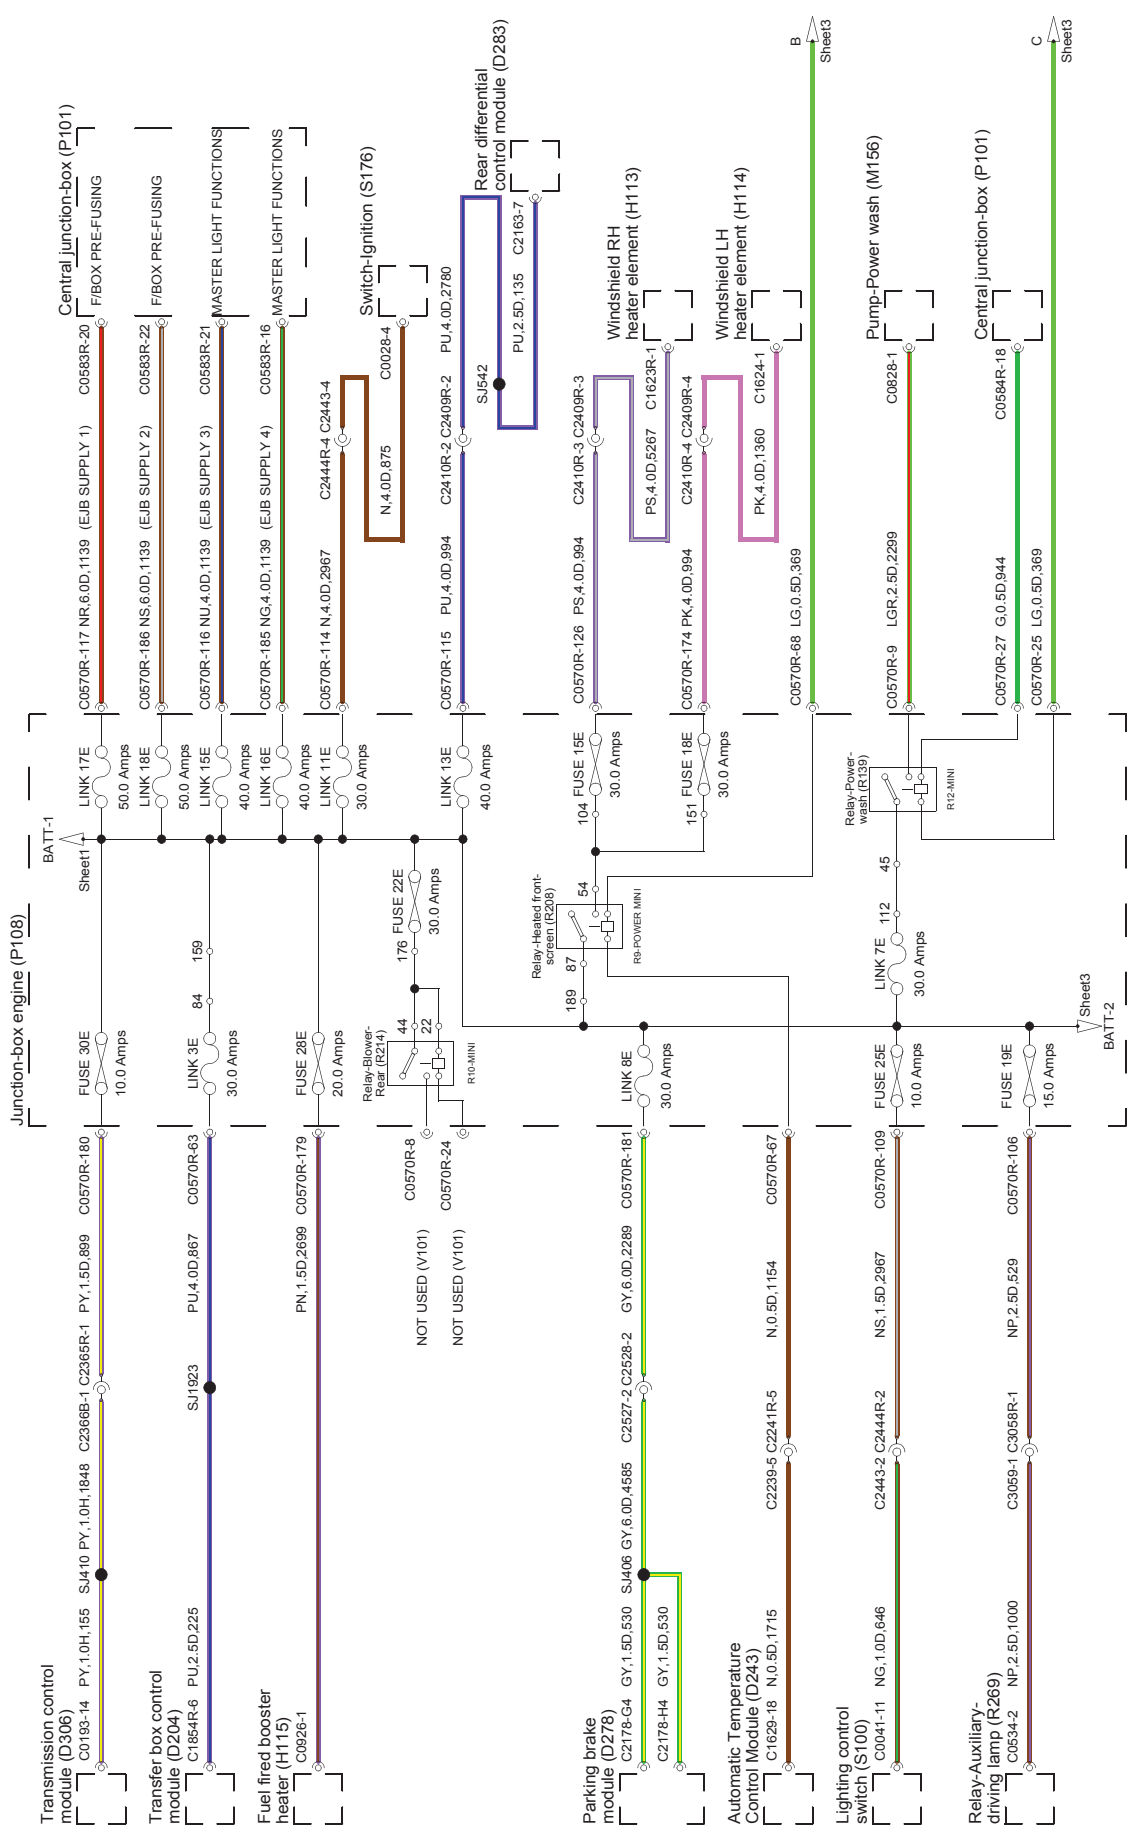 Central junction-box (P101)
F/BOX PRE-FUSING
F/BOX PRE-FUSING
MASTER LIGHT FUNCTIONS
MASTER LIGHT FUNCTIONS
C0583R-20
C0583R-22
C0583R-21
C0583R-16
C0570R-117 NR,6.0D,1139 (EJB SUPPLY 1)
C0570R-186 NS,6.0D,1139 (EJB SUPPLY 2)
C0570R-116 NU,4.0D,1139 (EJB SUPPLY 3)
C0570R-185 NG,4.0D,1139 (EJB SUPPLY 4)
Switch-Ignition (S176)
C0028-4
N,4.0D,875
C2444R-4 C2443-4
C0570R-114 N,4.0D,2967
Rear differential
control module (D283)
C2163-7
PU,2.5D,135
SJ542
PU,4.0D,2780
C2410R-2 C2409R-2
C0570R-115 PU,4.0D,994
Windshield RH
heater element (H113)
C1623R-1
PS,4.0D,5267
C2410R-3 C2409R-3
C0570R-126 PS,4.0D,994
Windshield LH
heater element (H114)
C1624-1
PK,4.0D,1360
C2410R-4 C2409R-4
C0570R-174 PK,4.0D,994
B
Sheet3
C0570R-68 LG,0.5D,369
Pump-Power wash (M156)
C0828-1
C0570R-9 LGR,2.5D,2299
Central junction-box (P101)
C0584R-18
C0570R-27 G,0.5D,944
C
Sheet3
C0570R-25 LG,0.5D,369
Junction-box engine (P108)
BATT-1
Sheet1
LINK 17E
50.0 Amps
LINK 18E
50.0 Amps
LINK 15E
40.0 Amps
LINK 16E
40.0 Amps
LINK 11E
30.0 Amps
LINK 13E
40.0 Amps
FUSE 15E
30.0 Amps
104
FUSE 18E
30.0 Amps
151
Relay-Power-
wash (R139)
R12-MINI
45
112
LINK 7E
30.0 Amps
Relay-Heated front-
screen (R208)
R9-POWER MINI
54
87
189
FUSE 22E
30.0 Amps
176
44
22
Relay-Blower-
Rear (R214)
R10-MINI
159
84
FUSE 30E
10.0 Amps
LINK 3E
30.0 Amps
FUSE 28E
20.0 Amps
LINK 8E
30.0 Amps
FUSE 25E
10.0 Amps
FUSE 19E
15.0 Amps
Sheet3
BATT-2
Transmission control
module (D306)
C0193-14 PY,1.0H,155 SJ410 PY,1.0H,1848 C2366B-1 C2365R-1 PY,1.5D,899 C0570R-180
Transfer box control
module (D204)
C1854R-6 PU,2.5D,225 SJ1923 PU,4.0D,867 C0570R-63
Fuel fired booster
heater (H115)
C0926-1 PN,1.5D,2699 C0570R-179
NOT USED (V101) C0570R-8
NOT USED (V101) C0570R-24
Parking brake
module (D278)
C2178-G4 GY,1.5D,530 SJ406 GY,6.0D,4585 C2527-2 C2528-2 GY,6.0D,2289 C0570R-181
C2178-H4 GY,1.5D,530
Automatic Temperature
Control Module (D243)
C1629-18 N,0.5D,1715 C2239-5 C2241R-5 N,0.5D,1154 C0570R-67
Lighting control
switch (S100)
C0041-11 NG,1.0D,646 C2443-2 C2444R-2 NS,1.5D,2967 C0570R-109
Relay-Auxiliary-
driving lamp (R269)
C0534-2 NP,2.5D,1000 C3059-1 C3058R-1 NP,2.5D,529 C0570R-106